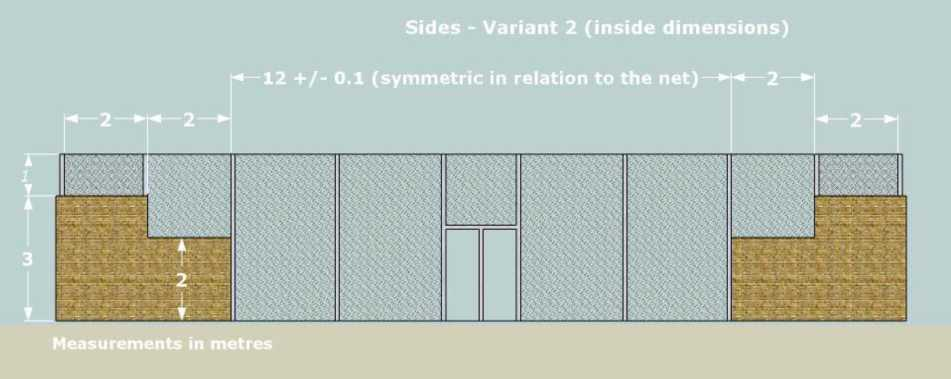 Sides - Variant 2 (inside dimensions)
12 +/- 0.1 (symmetric in relation to the net)
2
2
2
2
1
3
2
Measurements in metres